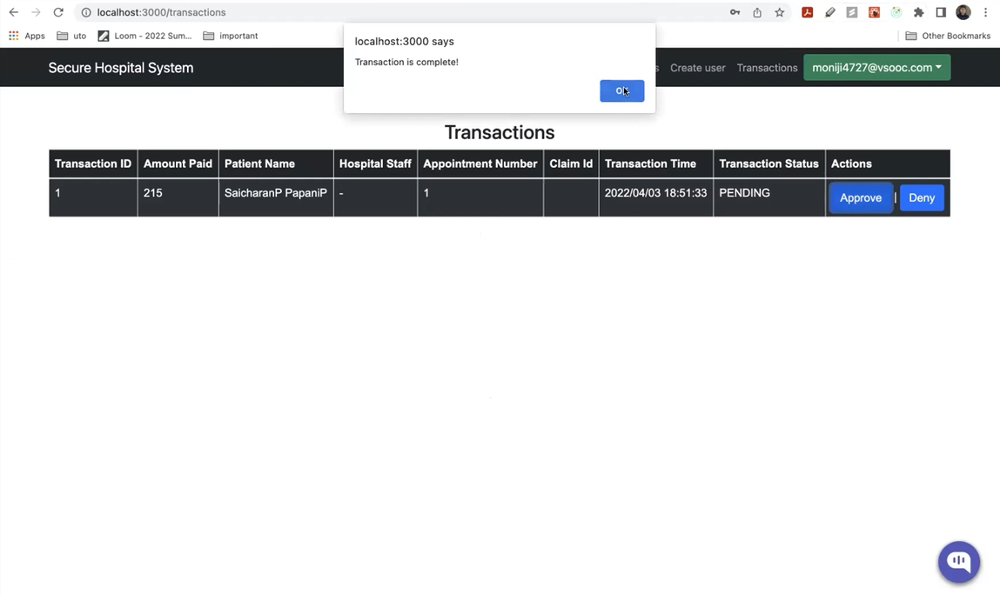 localhost:3000/transactions
Apps uto Loom - 2022 Sum... important Other Bookmarks
localhost:3000 says
Transaction is complete!
Secure Hospital System Create user Transactions moniji4727@vsooc.com
Transactions
Transaction ID Amount Paid Patient Name Hospital Staff Appointment Number Claim Id Transaction Time Transaction Status Actions
1 215 SaicharanP PapaniP - 1 2022/04/03 18:51:33 PENDING Approve | Deny